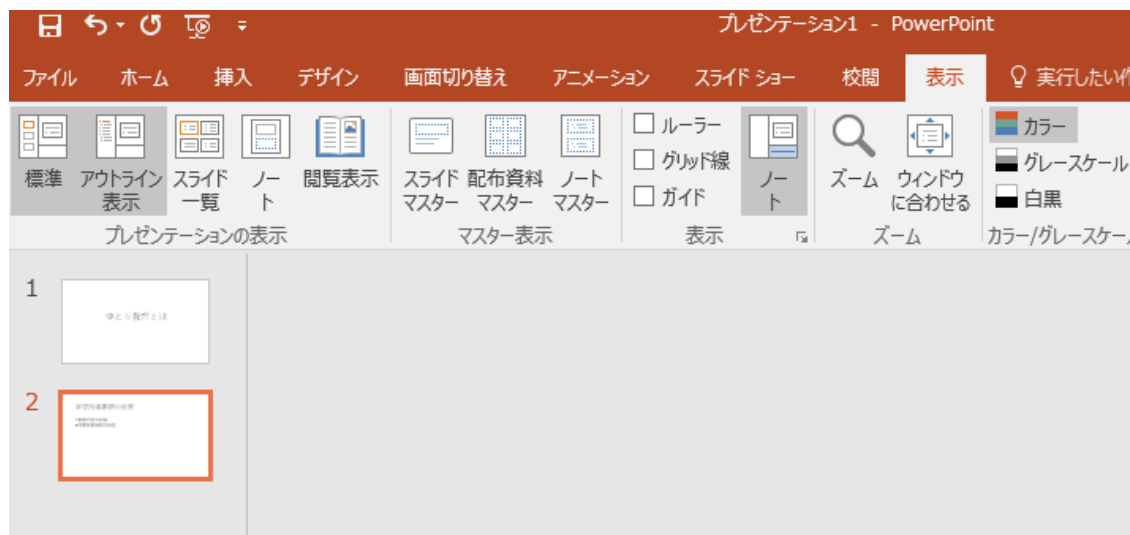 プレゼンテーション1 - PowerPoint
ファイル ホーム 挿入 デザイン 画面切り替え アニメーション スライド ショー 校閲 表示 実行したい
標準 アウトライン表示 スライド一覧 ノート 閲覧表示 スライドマスター 配布資料マスター ノートマスター
ルーラー
グリッド線
ガイド
ノート ズーム ウィンドウに合わせる
カラー
グレースケール
白黒
プレゼンテーションの表示 マスター表示 表示 ズーム カラー/グレースケー
1
ゆとり教育とは
2